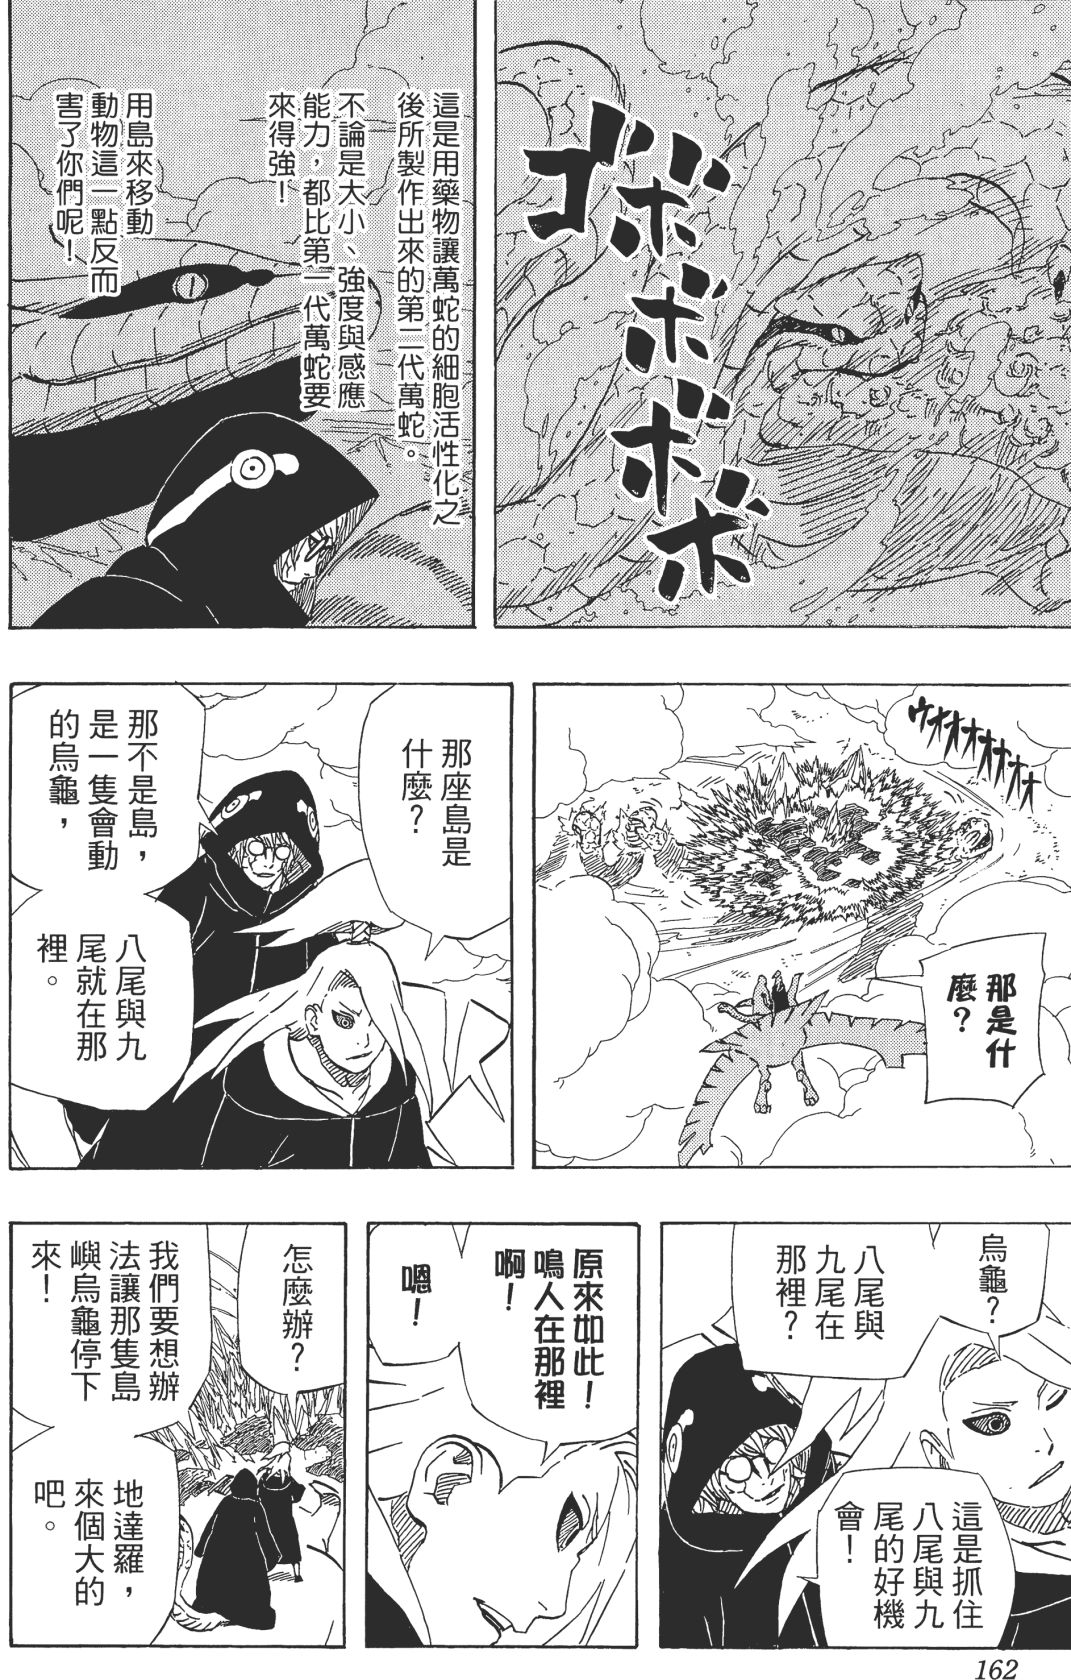 ゴボボボボボボ
這是用藥物讓萬蛇的細胞活性化之
後所製作出來的第二代萬蛇。
不論是大小、強度與感應
能力，都比第一代萬蛇要
來得強！
用島來移動
動物這一點反而
害了你們呢！
ウオオオオオオオ
那是什
麼？
那座島是
什麼？
那不是島，
是一隻會動
的烏龜，
八尾與九
尾就在那
裡。
烏龜？
八尾與
九尾在
那裡？
這是抓住
八尾與九
尾的好機
會！
原來如此！
鳴人在那裡
啊！
嗯！
怎麼辦？
我們要想辦
法讓那隻島
嶼烏龜停下
來！
地達羅，
來個大的
吧。
162